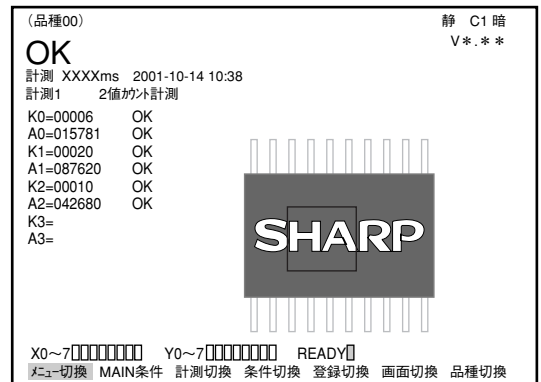 （品種00） 静 C1 暗
OK V＊.＊＊
計測 XXXXms 2001-10-14 10:38
計測1 2値ｶｳﾝﾄ計測
K0=00006 OK
A0=015781 OK
K1=00020 OK
A1=087620 OK
K2=00010 OK
A2=042680 OK
K3=
A3=
SHARP
X0～7 Y0～7 READY
ﾒﾆｭｰ切換 MAIN条件 計測切換 条件切換 登録切換 画面切換 品種切換